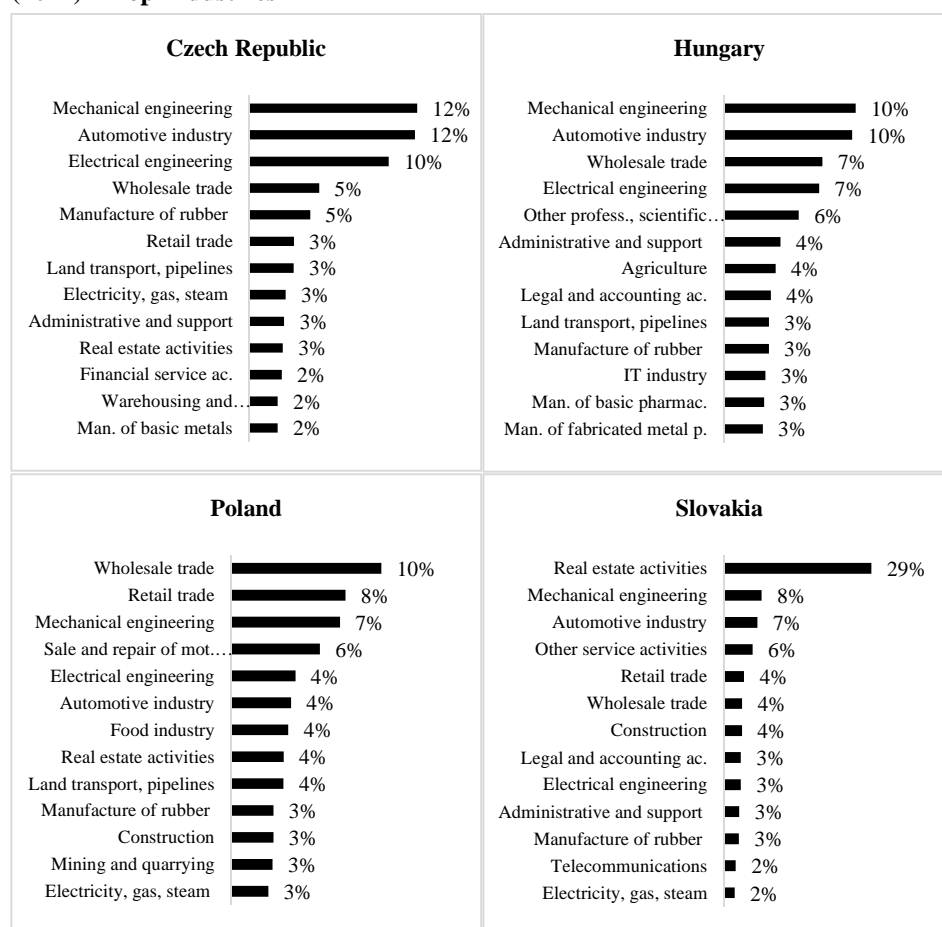 Czech Republic
Mechanical engineering 12%
Automotive industry 12%
Electrical engineering 10%
Wholesale trade 5%
Manufacture of rubber 5%
Retail trade 3%
Land transport, pipelines 3%
Electricity, gas, steam 3%
Administrative and support 3%
Real estate activities 3%
Financial service ac. 2%
Warehousing and… 2%
Man. of basic metals 2%
Hungary
Mechanical engineering 10%
Automotive industry 10%
Wholesale trade 7%
Electrical engineering 7%
Other profess., scientific… 6%
Administrative and support 4%
Agriculture 4%
Legal and accounting ac. 4%
Land transport, pipelines 3%
Manufacture of rubber 3%
IT industry 3%
Man. of basic pharmac. 3%
Man. of fabricated metal p. 3%
Poland
Wholesale trade 10%
Retail trade 8%
Mechanical engineering 7%
Sale and repair of mot.… 6%
Electrical engineering 4%
Automotive industry 4%
Food industry 4%
Real estate activities 4%
Land transport, pipelines 4%
Manufacture of rubber 3%
Construction 3%
Mining and quarrying 3%
Electricity, gas, steam 3%
Slovakia
Real estate activities 29%
Mechanical engineering 8%
Automotive industry 7%
Other service activities 6%
Retail trade 4%
Wholesale trade 4%
Construction 4%
Legal and accounting ac. 3%
Electrical engineering 3%
Administrative and support 3%
Manufacture of rubber 3%
Telecommunications 2%
Electricity, gas, steam 2%